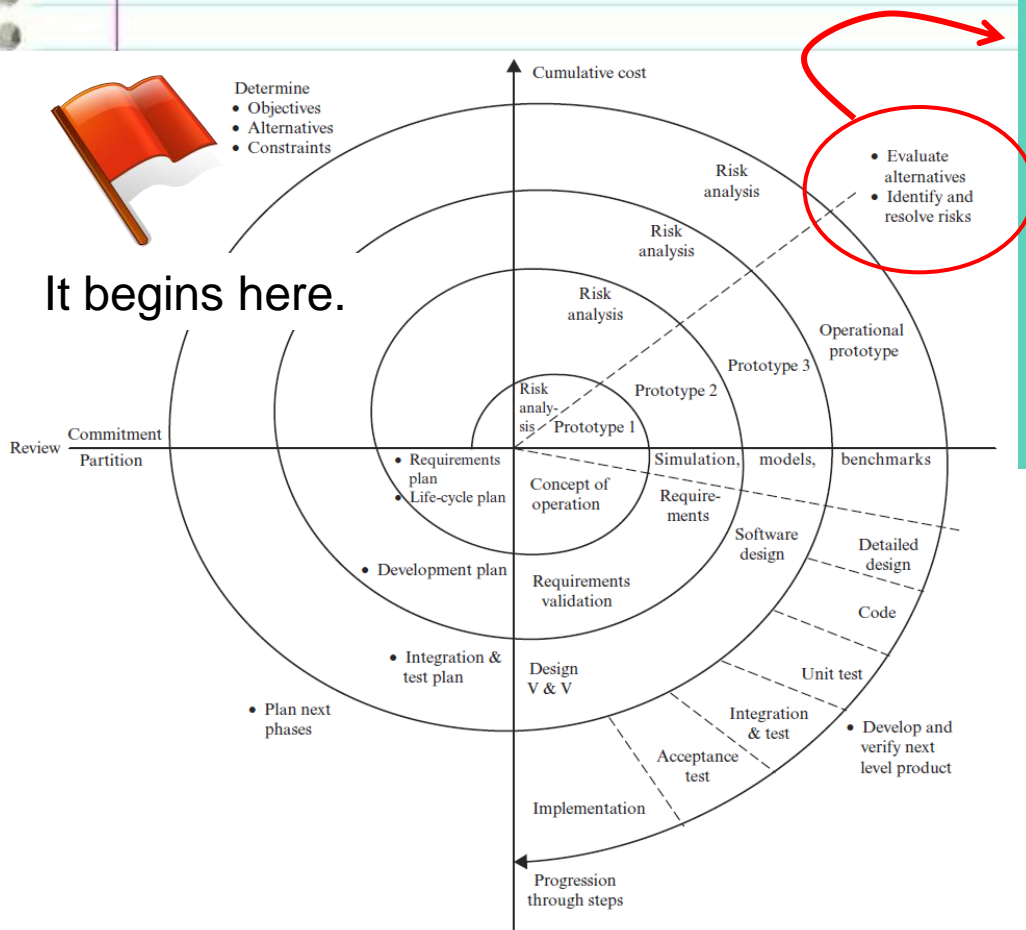 Cumulative cost
Determine
• Objectives
• Alternatives
• Constraints
• Evaluate
alternatives
• Identify and
resolve risks
Risk
analysis
Risk
analysis
It begins here.
Risk
analysis
Operational
prototype
Prototype 3
Prototype 2
Risk
analy-
sis
Prototype 1
Review
Commitment
Partition
• Requirements
plan
• Life-cycle plan
Concept of
operation
Simulation, models, benchmarks
Require-
ments
Software
design
Detailed
design
Code
• Development plan
Requirements
validation
• Integration &
test plan
Design
V & V
Unit test
• Plan next
phases
Integration
& test
• Develop and
verify next
level product
Acceptance
test
Implementation
Progression
through steps